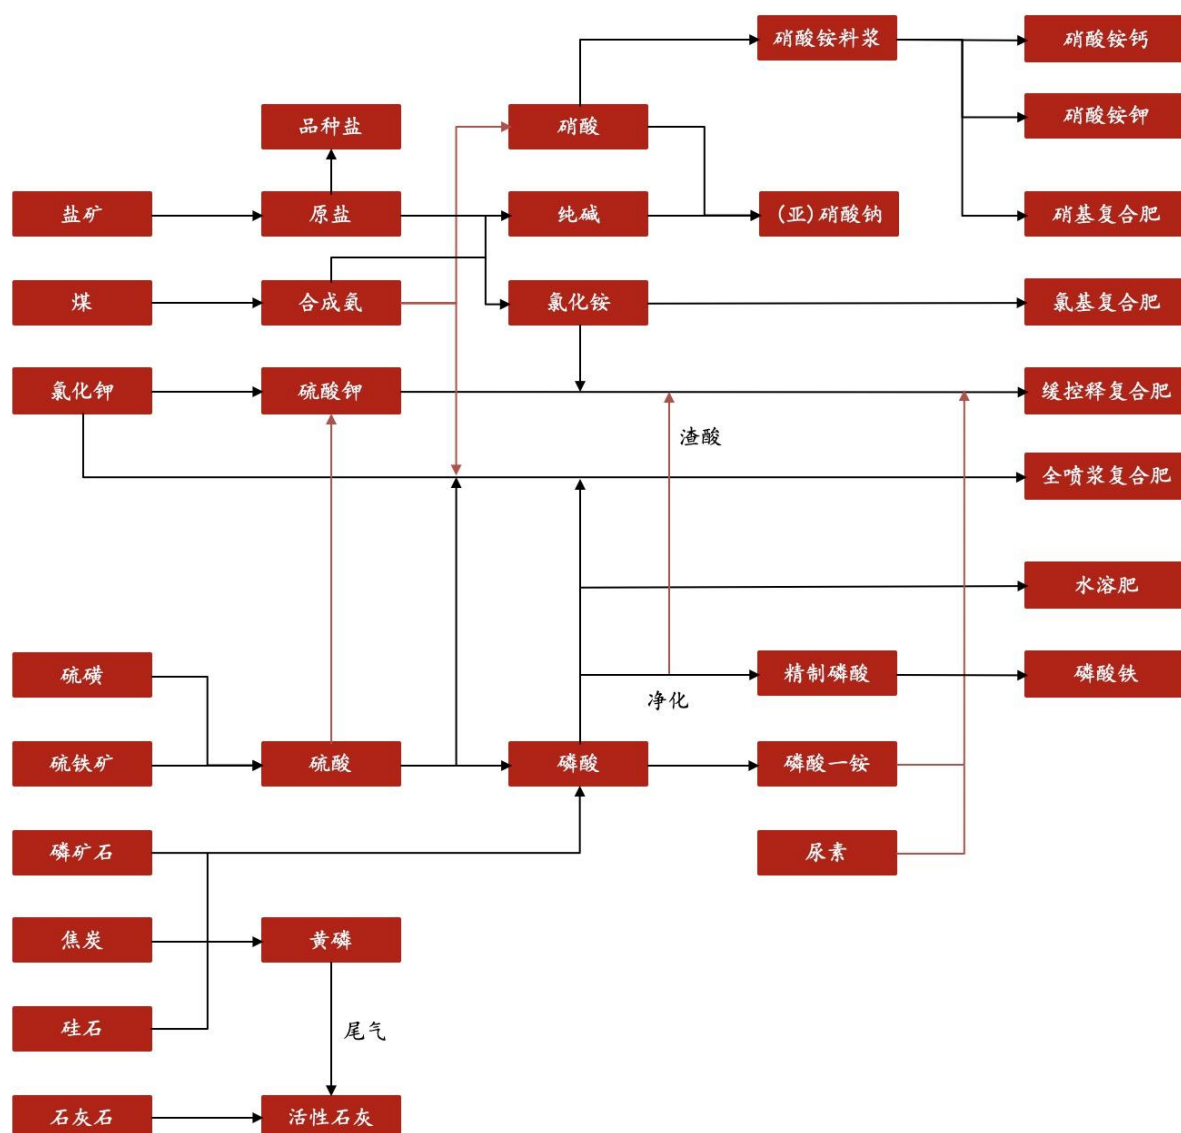 硝酸铵料浆
硝酸铵钙
品种盐
硝酸
硝酸铵钾
盐矿
原盐
纯碱
(亚)硝酸钠
硝基复合肥
煤
合成氨
氯化铵
氯基复合肥
氯化钾
硫酸钾
缓控释复合肥
渣酸
全喷浆复合肥
水溶肥
硫磺
精制磷酸
磷酸铁
净化
硫铁矿
硫酸
磷酸
磷酸一铵
磷矿石
尿素
焦炭
黄磷
硅石
尾气
石灰石
活性石灰